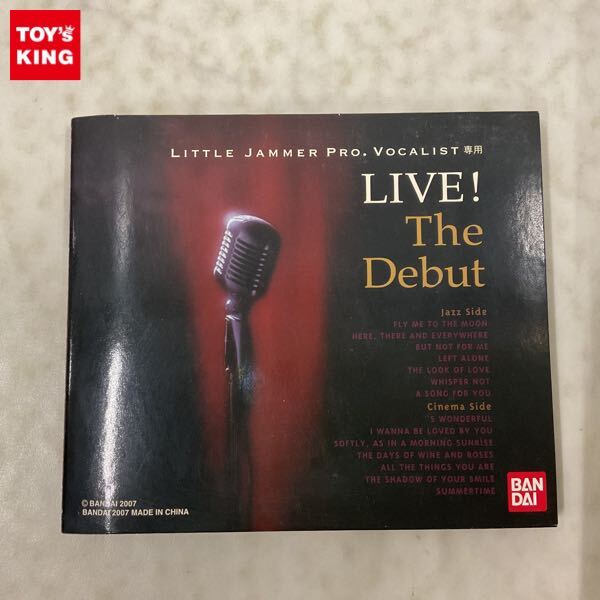 TOY's
KING
LITTLE JAMMER PRO. VOCALIST 専用
LIVE!
The
Debut
Jazz Side
FLY ME TO THE MOON
HERE, THERE AND EVERYWHERE
BUT NOT FOR ME
LEFT ALONE
THE LOOK OF LOVE
WHISPER NOT
A SONG FOR YOU
Cinema Side
'S WONDERFUL
I WANNA BE LOVED BY YOU
SOFTLY, AS IN A MORNING SUNRISE
THE DAYS OF WINE AND ROSES
ALL THE THINGS YOU ARE
THE SHADOW OF YOUR SMILE
SUMMERTIME
© BANDAI 2007
BANDAI 2007 MADE IN CHINA
BAN
DAI